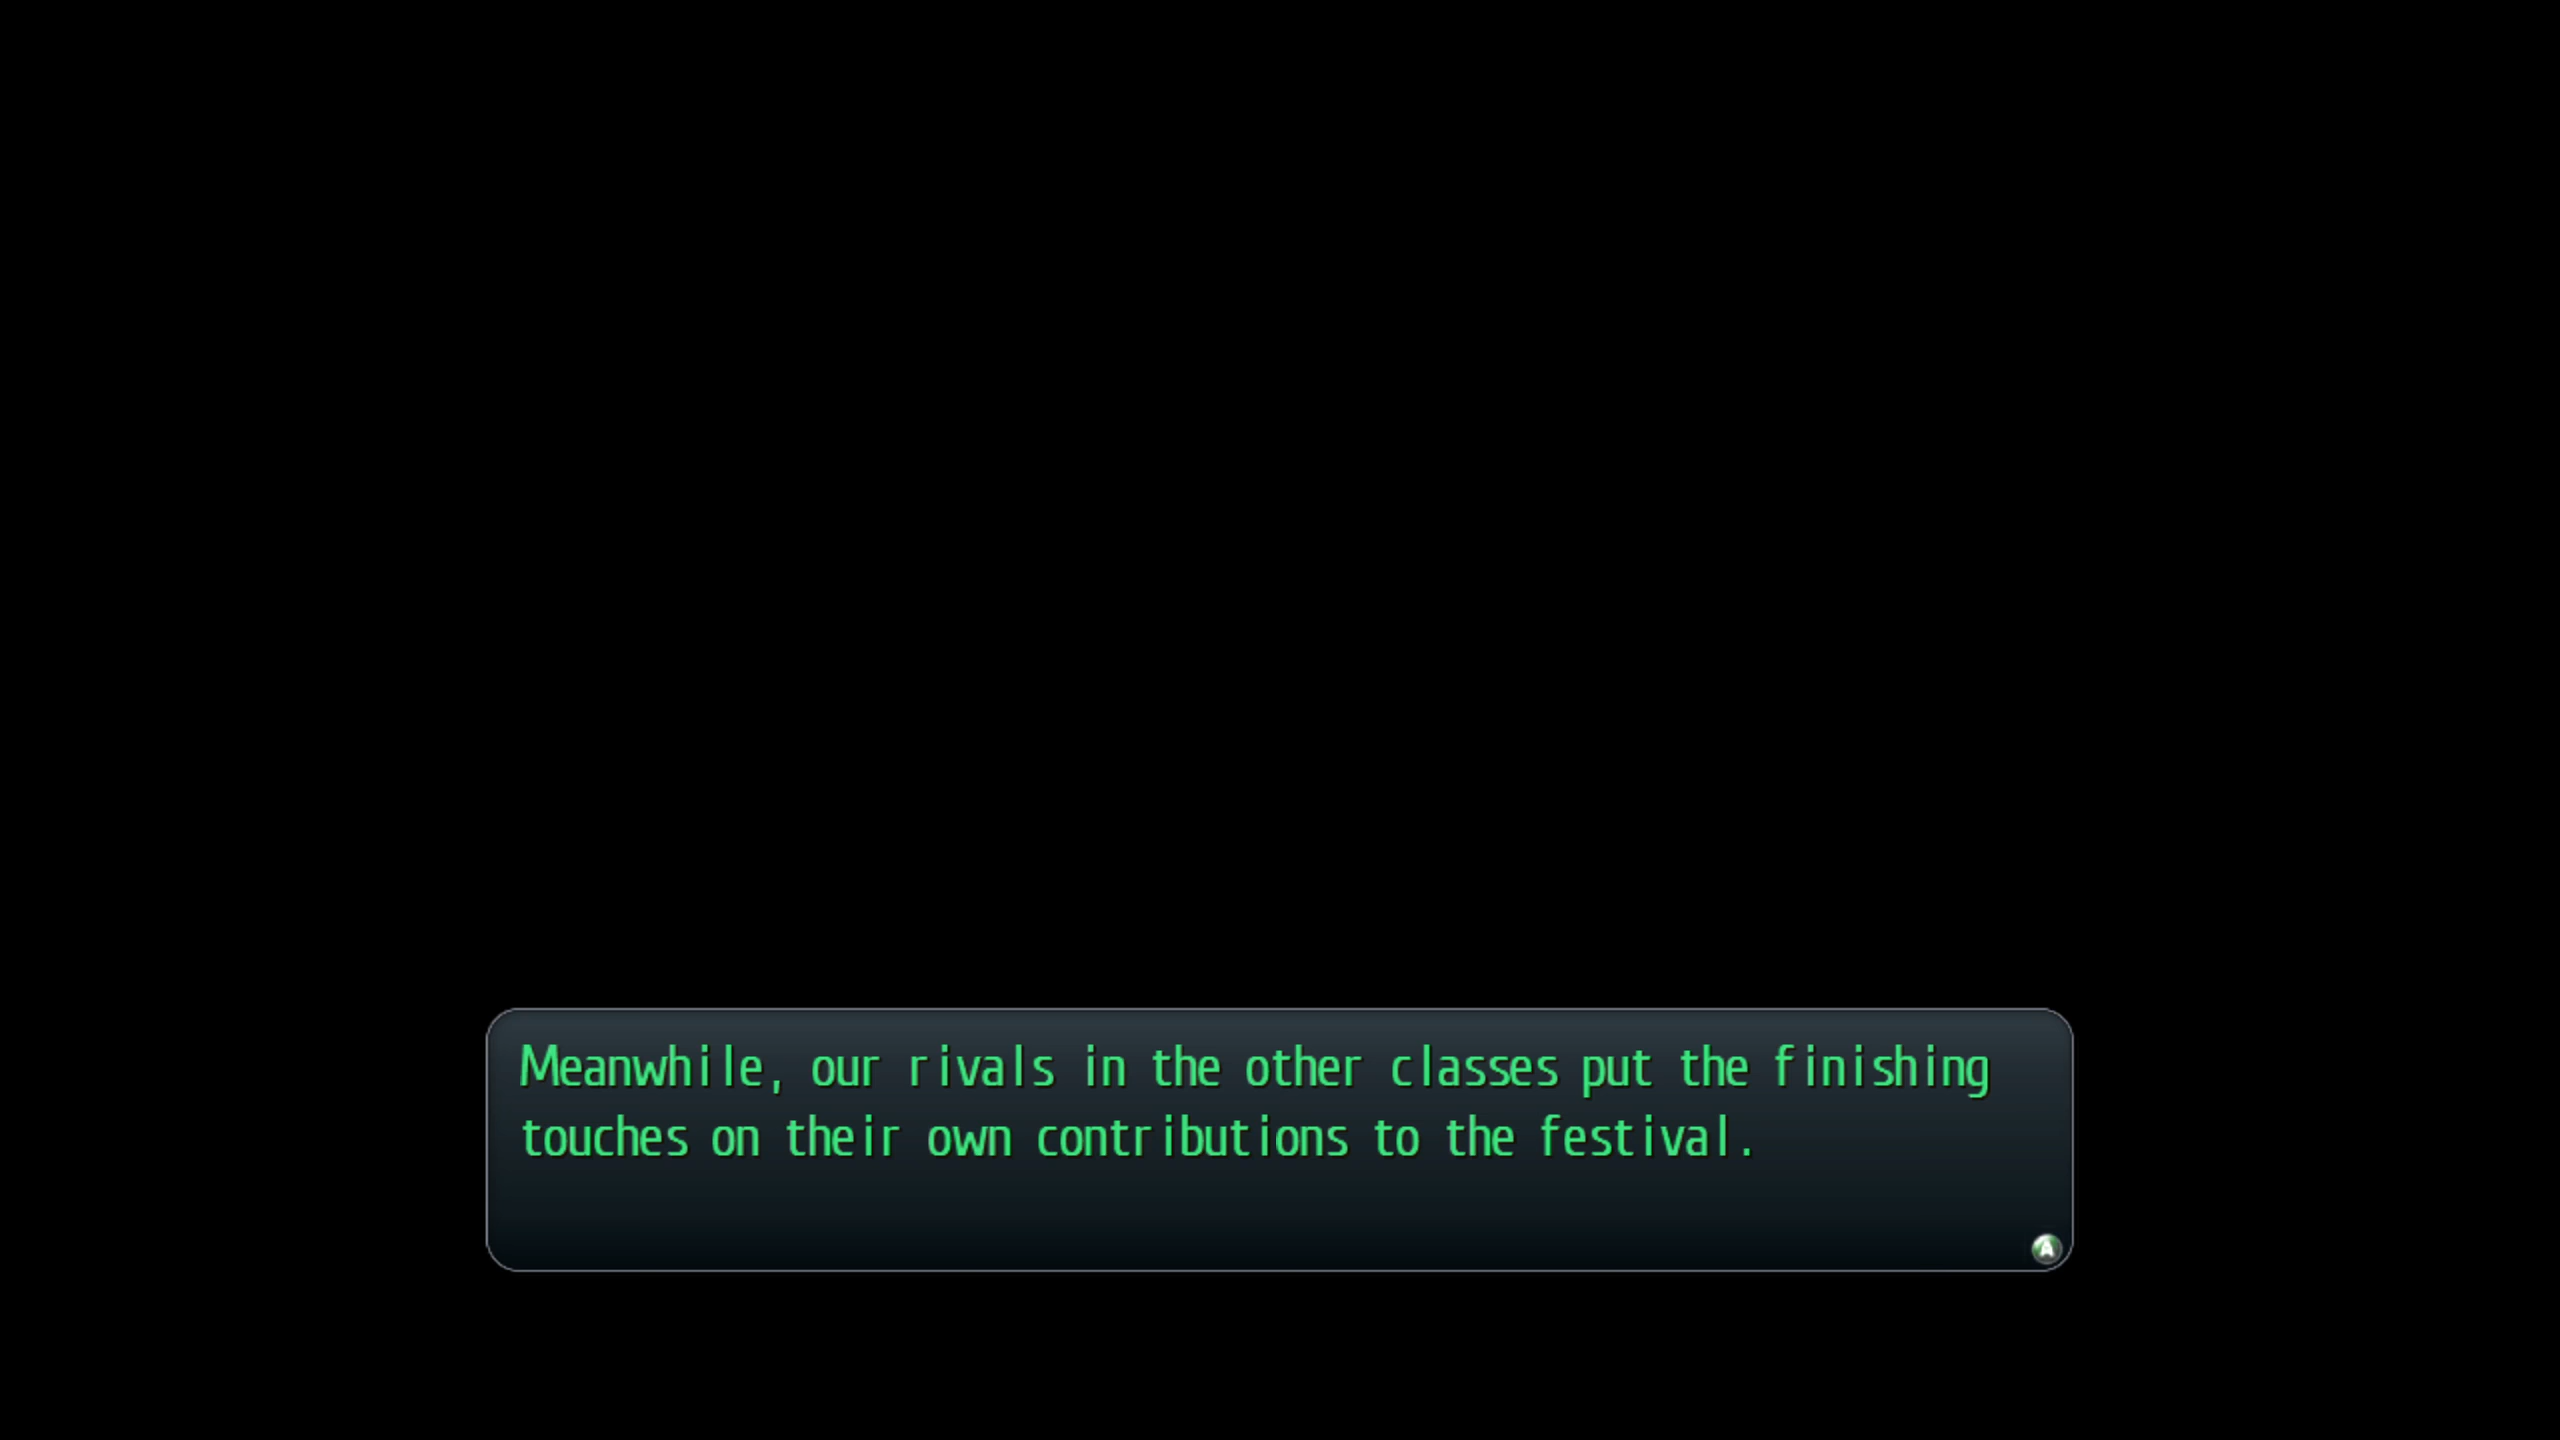 Meanwhile, our rivals in the other classes put the finishing
touches on their own contributions to the festival.
A